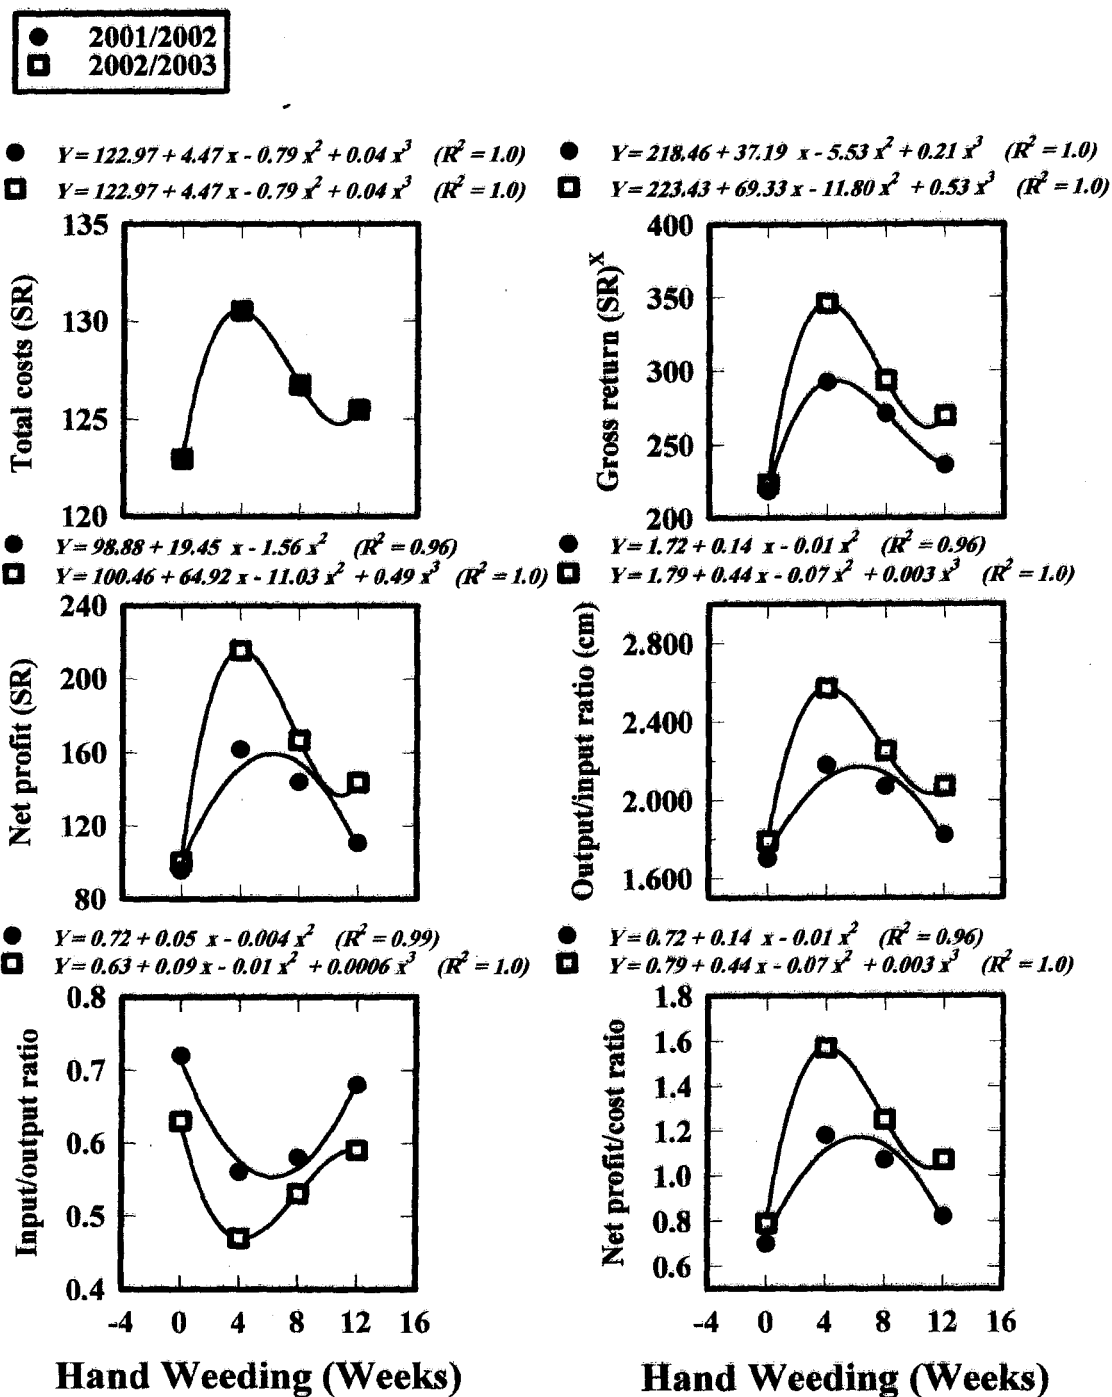 2001/2002
2002/2003
Y = 122.97 + 4.47 x - 0.79 x² + 0.04 x³ (R² = 1.0)
Y = 122.97 + 4.47 x - 0.79 x² + 0.04 x³ (R² = 1.0)
135
130
125
120
Total costs (SR)
Y = 218.46 + 37.19 x - 5.53 x² + 0.21 x³ (R² = 1.0)
Y = 223.43 + 69.33 x - 11.80 x² + 0.53 x³ (R² = 1.0)
400
350
300
250
200
Gross return (SR)ˣ
Y = 98.88 + 19.45 x - 1.56 x² (R² = 0.96)
Y = 100.46 + 64.92 x - 11.03 x² + 0.49 x³ (R² = 1.0)
240
200
160
120
80
Net profit (SR)
Y = 1.72 + 0.14 x - 0.01 x² (R² = 0.96)
Y = 1.79 + 0.44 x - 0.07 x² + 0.003 x³ (R² = 1.0)
2.800
2.400
2.000
1.600
Output/input ratio (cm)
Y = 0.72 + 0.05 x - 0.004 x² (R² = 0.99)
Y = 0.63 + 0.09 x - 0.01 x² + 0.0006 x³ (R² = 1.0)
0.8
0.7
0.6
0.5
0.4
Input/output ratio
-4 0 4 8 12 16
Hand Weeding (Weeks)
Y = 0.72 + 0.14 x - 0.01 x² (R² = 0.96)
Y = 0.79 + 0.44 x - 0.07 x² + 0.003 x³ (R² = 1.0)
1.8
1.6
1.4
1.2
1.0
0.8
0.6
Net profit/cost ratio
-4 0 4 8 12 16
Hand Weeding (Weeks)